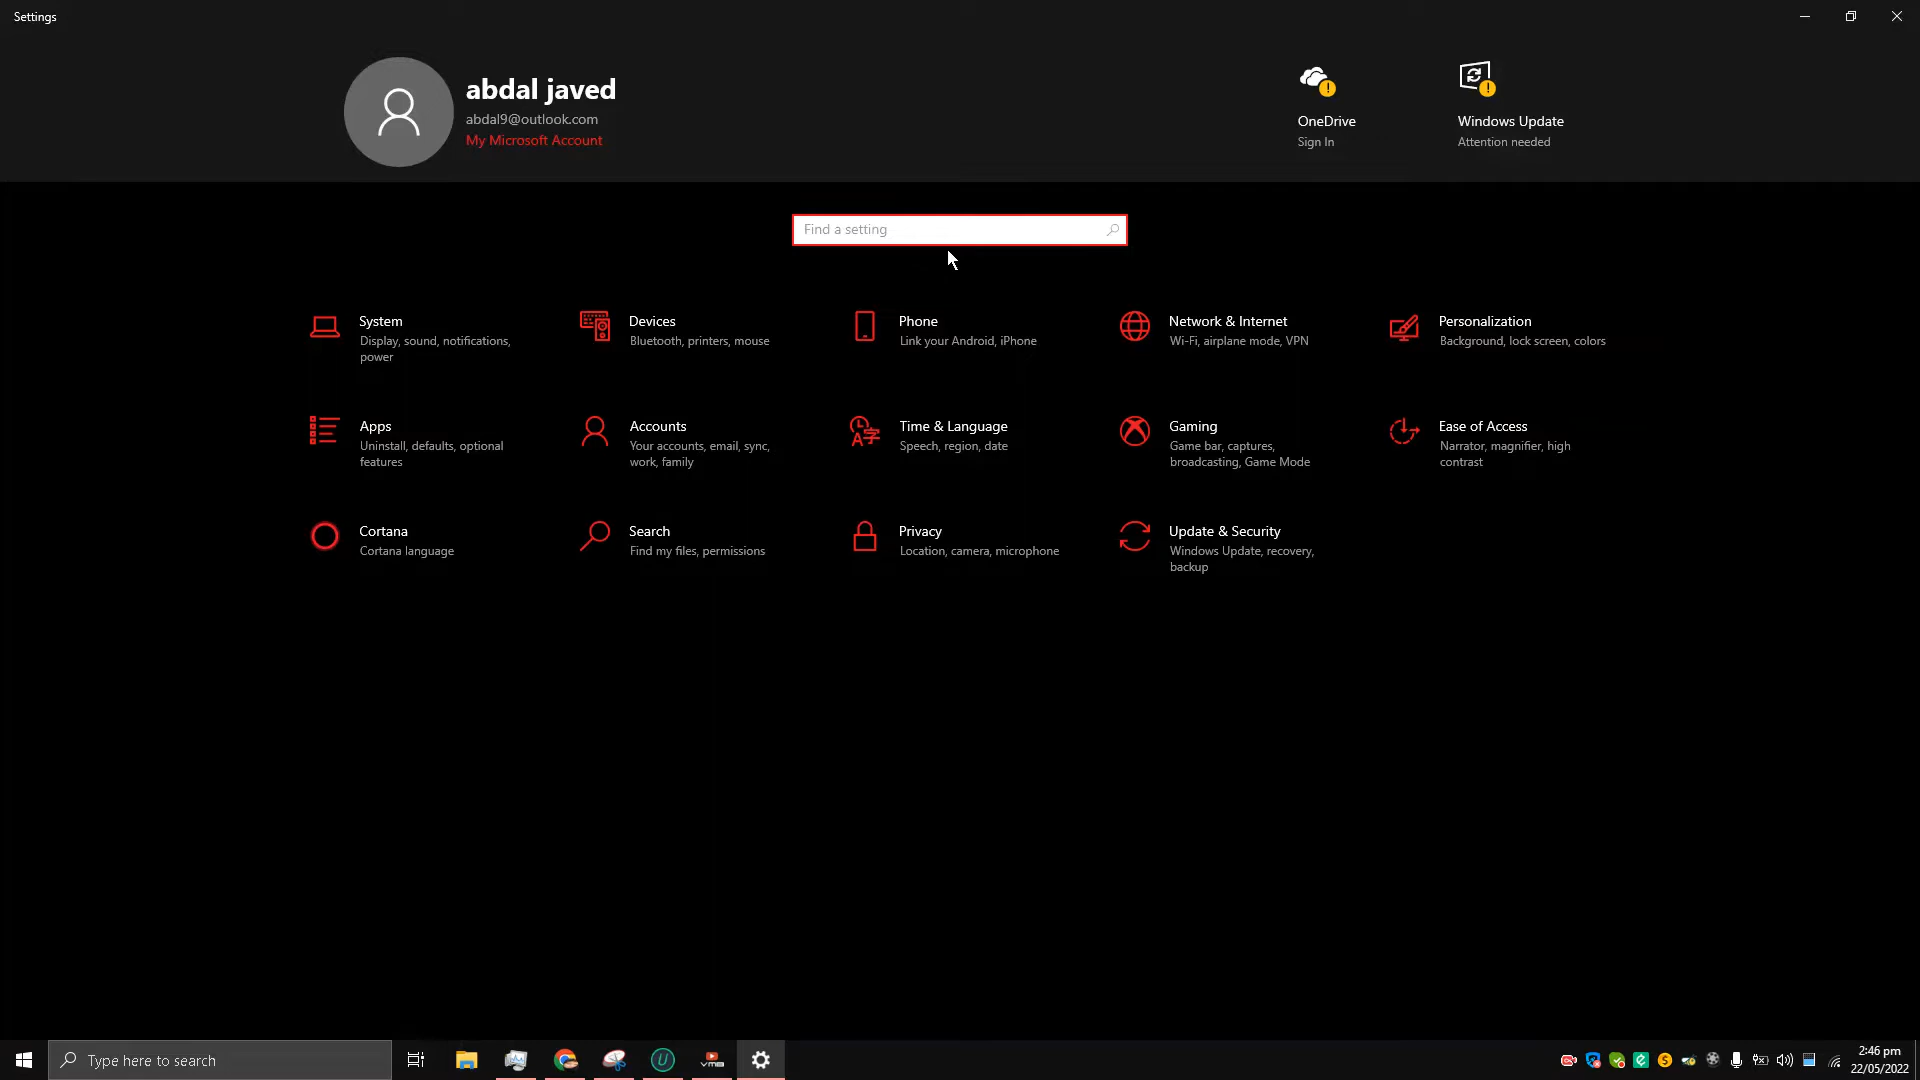 Settings
abdal javed
abdal9@outlook.com
My Microsoft Account
OneDrive
Sign In
Windows Update
Attention needed
Find a setting
System
Display, sound, notifications,
power
Devices
Bluetooth, printers, mouse
Phone
Link your Android, iPhone
Network & Internet
Wi-Fi, airplane mode, VPN
Personalization
Background, lock screen, colors
Apps
Uninstall, defaults, optional
features
Accounts
Your accounts, email, sync,
work, family
Time & Language
Speech, region, date
Gaming
Game bar, captures,
broadcasting, Game Mode
Ease of Access
Narrator, magnifier, high
contrast
Cortana
Cortana language
Search
Find my files, permissions
Privacy
Location, camera, microphone
Update & Security
Windows Update, recovery,
backup
Type here to search
2:46 pm
22/05/2022